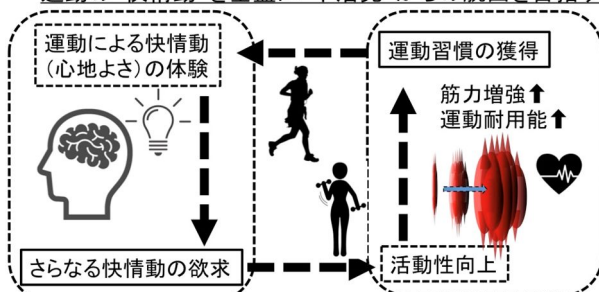 運動による快情動
(心地よさ)の体験
さらなる快情動の欲求
運動習慣の獲得
筋力増強⬆
運動耐用能⬆
活動性向上